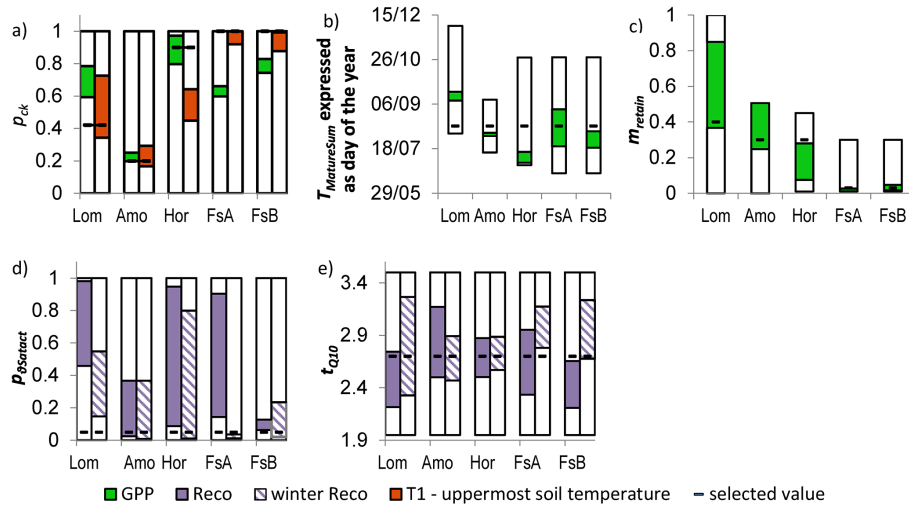 a)
p_ck
1
0.8
0.6
0.4
0.2
0
Lom Amo Hor FsA FsB
b)
T_MatureSum expressed
as day of the year
15/12
26/10
06/09
18/07
29/05
Lom Amo Hor FsA FsB
c)
m_retain
1
0.8
0.6
0.4
0.2
0
Lom Amo Hor FsA FsB
d)
p_ϑSatact
1
0.8
0.6
0.4
0.2
0
Lom Amo Hor FsA FsB
e)
t_Q10
3.4
2.9
2.4
1.9
Lom Amo Hor FsA FsB
GPP Reco winter Reco T1 - uppermost soil temperature selected value